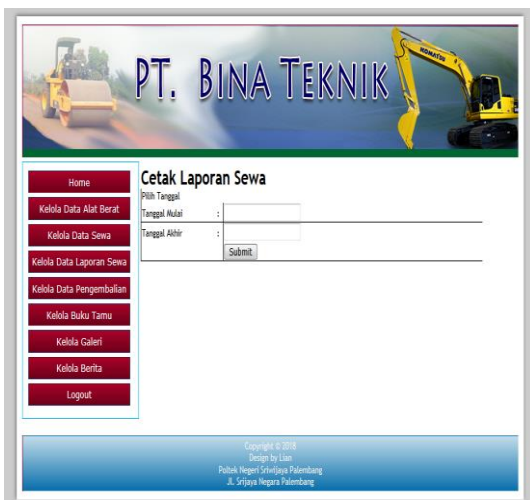 PT. BINA TEKNIK
KOMATSU
Home
Kelola Data Alat Berat
Kelola Data Sewa
Kelola Data Laporan Sewa
Kelola Data Pengembalian
Kelola Buku Tamu
Kelola Galeri
Kelola Berita
Logout
Cetak Laporan Sewa
Pilih Tanggal
Tanggal Mulai :
Tanggal Akhir :
Submit
Copyright © 2018
Design by Lian
Poltek Negeri Sriwijaya Palembang
JL. Srijaya Negara Palembang